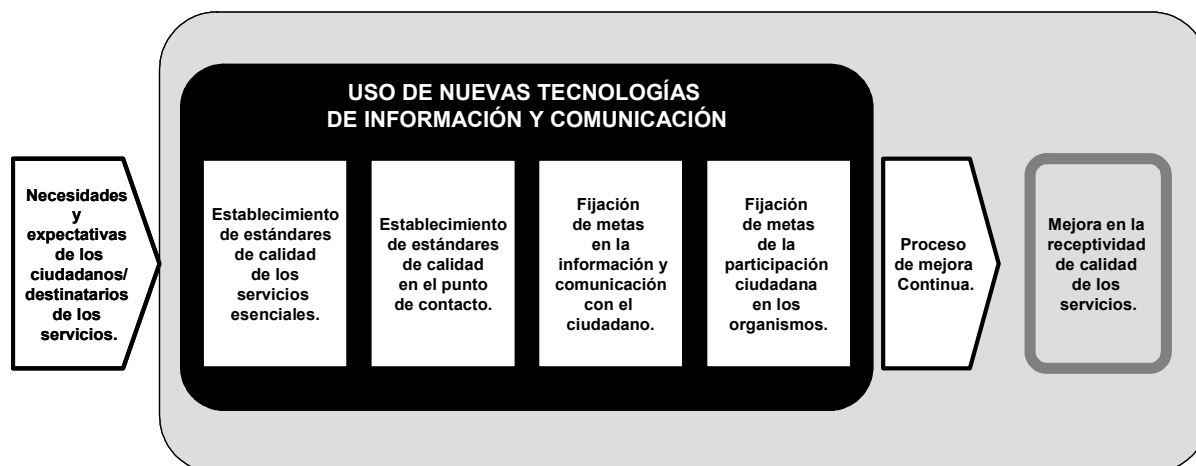 USO DE NUEVAS TECNOLOGÍAS
DE INFORMACIÓN Y COMUNICACIÓN
Necesidades
y
expectativas
de los
ciudadanos/
destinatarios
de los
servicios.
Establecimiento
de estándares
de calidad
de los
servicios
esenciales.
Establecimiento
de estándares
de calidad
en el punto
de contacto.
Fijación
de metas
en la
información y
comunicación
con el
ciudadano.
Fijación
de metas
de la
participación
ciudadana
en los
organismos.
Proceso
de mejora
Continua.
Mejora en la
receptividad
de calidad
de los
servicios.